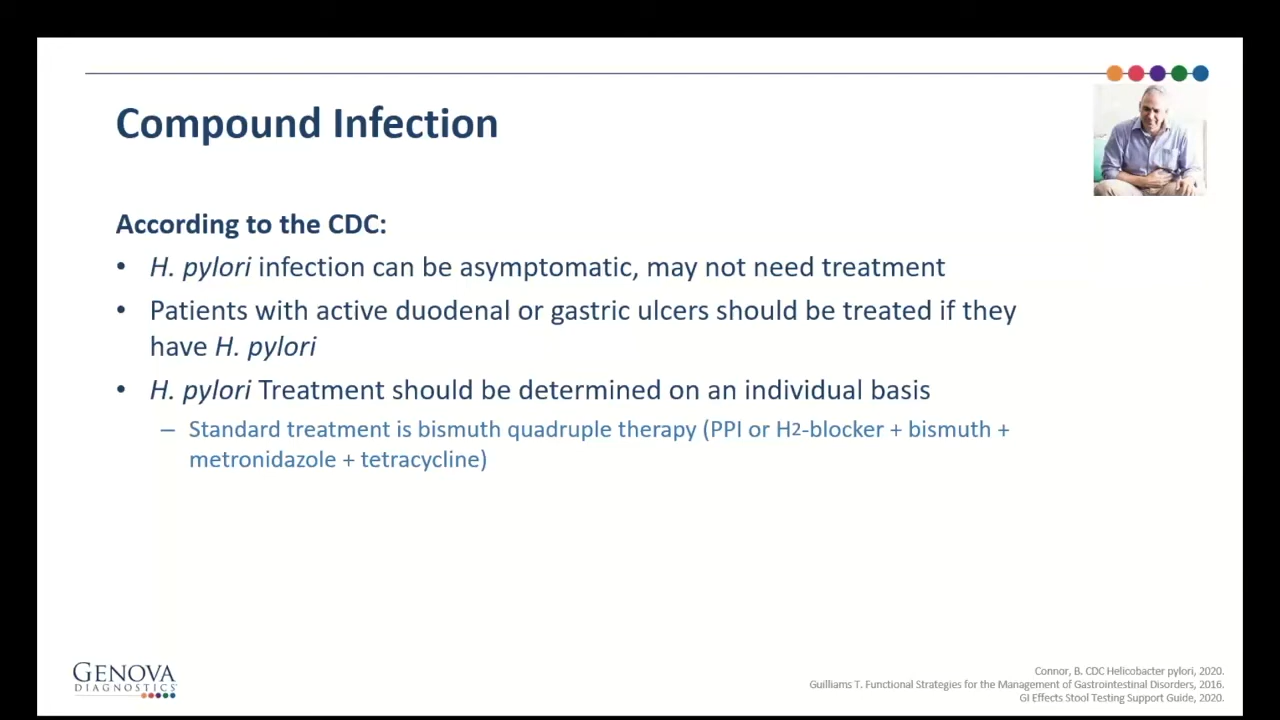 Compound Infection
According to the CDC:
• H. pylori infection can be asymptomatic, may not need treatment
• Patients with active duodenal or gastric ulcers should be treated if they
have H. pylori
• H. pylori Treatment should be determined on an individual basis
– Standard treatment is bismuth quadruple therapy (PPI or H2-blocker + bismuth +
metronidazole + tetracycline)
GENOVA
DIAGNOSTICS
Connor, B. CDC Helicobacter pylori, 2020.
Guilliams T. Functional Strategies for the Management of Gastrointestinal Disorders, 2016.
GI Effects Stool Testing Support Guide, 2020.